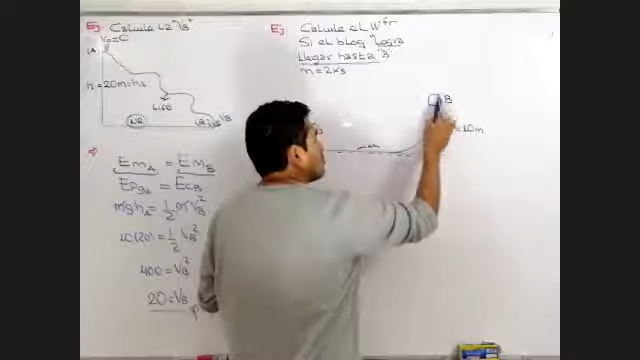 Ej Calcule la "VB"
V0=0
(A)
h = 20m = hA
Liso
NR
(B) VB
EmA = EmB
EpgA = EcB
mghA = 1/2 mVB²
10(20) = 1/2 VB²
400 = VB²
20 = VB
Ej Calcule el W fr
Si el bloq logra
llegar hasta "B"
m = 2Kg
B
= 10m